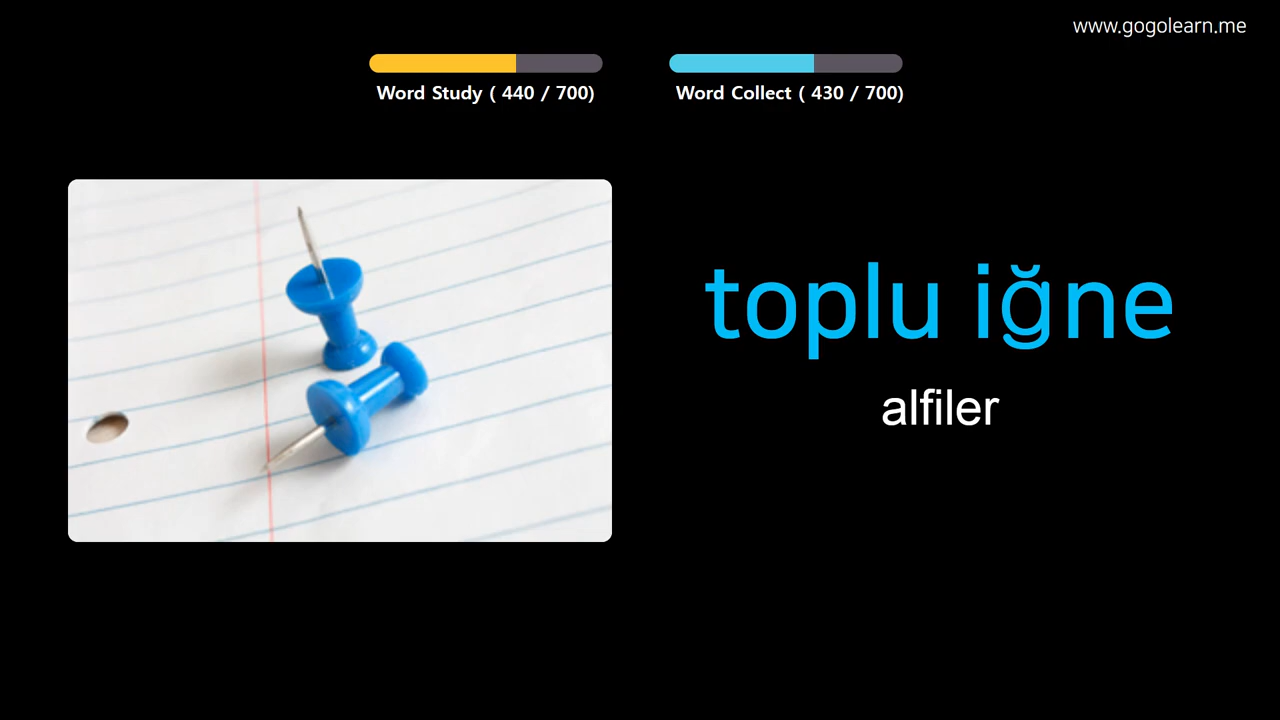 www.gogolearn.me
Word Study ( 440 / 700)
Word Collect ( 430 / 700)
toplu iğne
alfiler